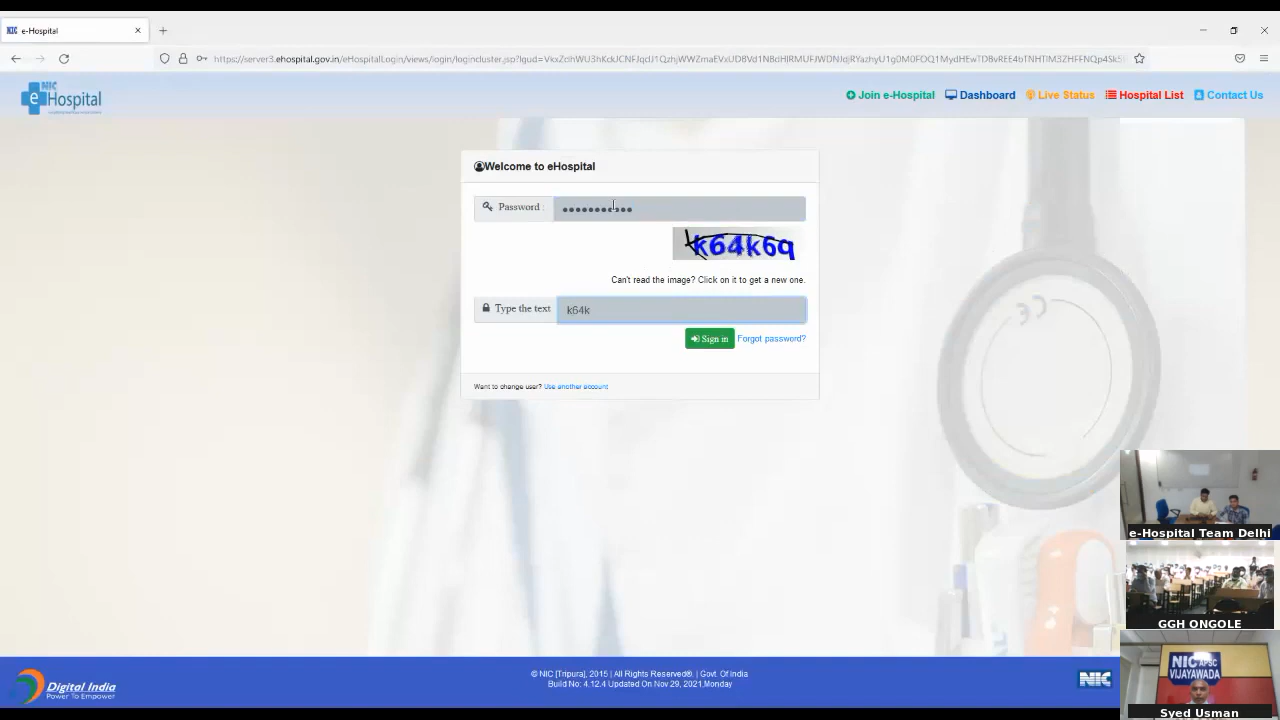 NIC e-Hospital
https://server3.ehospital.gov.in/eHospitalLogin/views/login/logincluster.jsp?
NIC
eHospital
Join e-Hospital Dashboard Live Status Hospital List Contact Us
Welcome to eHospital
Password :
k64k6q
Can't read the image? Click on it to get a new one.
Type the text k64k
Sign in Forgot password?
Want to change user? Use another account
e-Hospital Team Delhi
GGH ONGOLE
NIC APSC
VIJAYAWADA
Syed Usman
Digital India
Power To Empower
© NIC [Tripura], 2015 | All Rights Reserved®. | Govt. Of India
Build No: 4.12.4 Updated On Nov 29, 2021,Monday
NIC